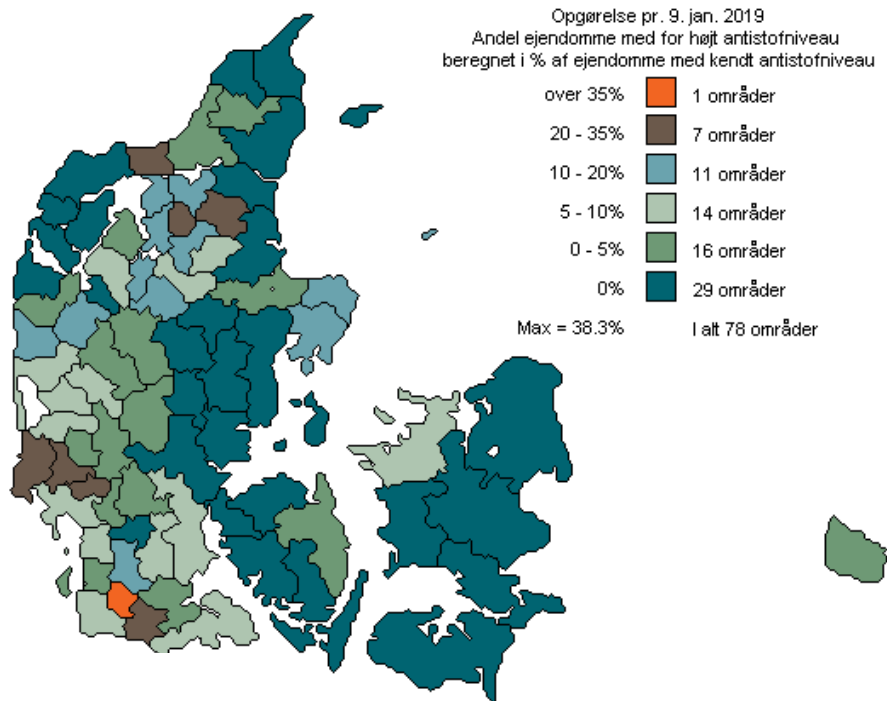 Opgørelse pr. 9. jan. 2019
Andel ejendomme med for højt antistofniveau
beregnet i % af ejendomme med kendt antistofniveau
over 35% 1 områder
20 - 35% 7 områder
10 - 20% 11 områder
5 - 10% 14 områder
0 - 5% 16 områder
0% 29 områder
Max = 38.3% I alt 78 områder